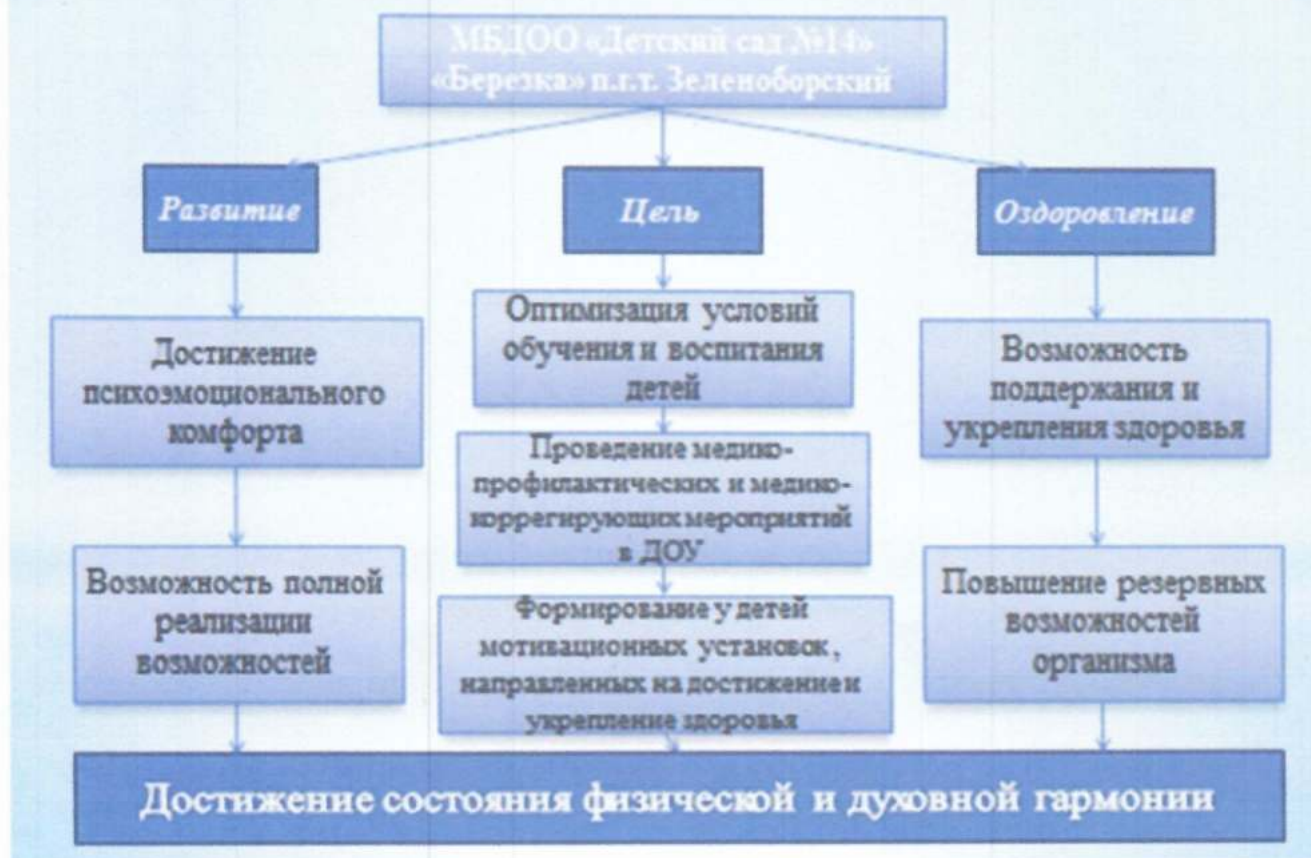 МБДОО «Детский сад №14»
«Березка» п.г.т. Зеленоборский
Развитие
Цель
Оздоровление
Достижение
психоэмоционального
комфорта
Оптимизация условий
обучения и воспитания
детей
Возможность
поддержания и
укрепления здоровья
Проведение медико-
профилактических и медико-
коррегирующих мероприятий
в ДОУ
Возможность полной
реализации
возможностей
Формирование у детей
мотивационных установок,
направленных на достижение и
укрепление здоровья
Повышение резервных
возможностей
организма
Достижение состояния физической и духовной гармонии